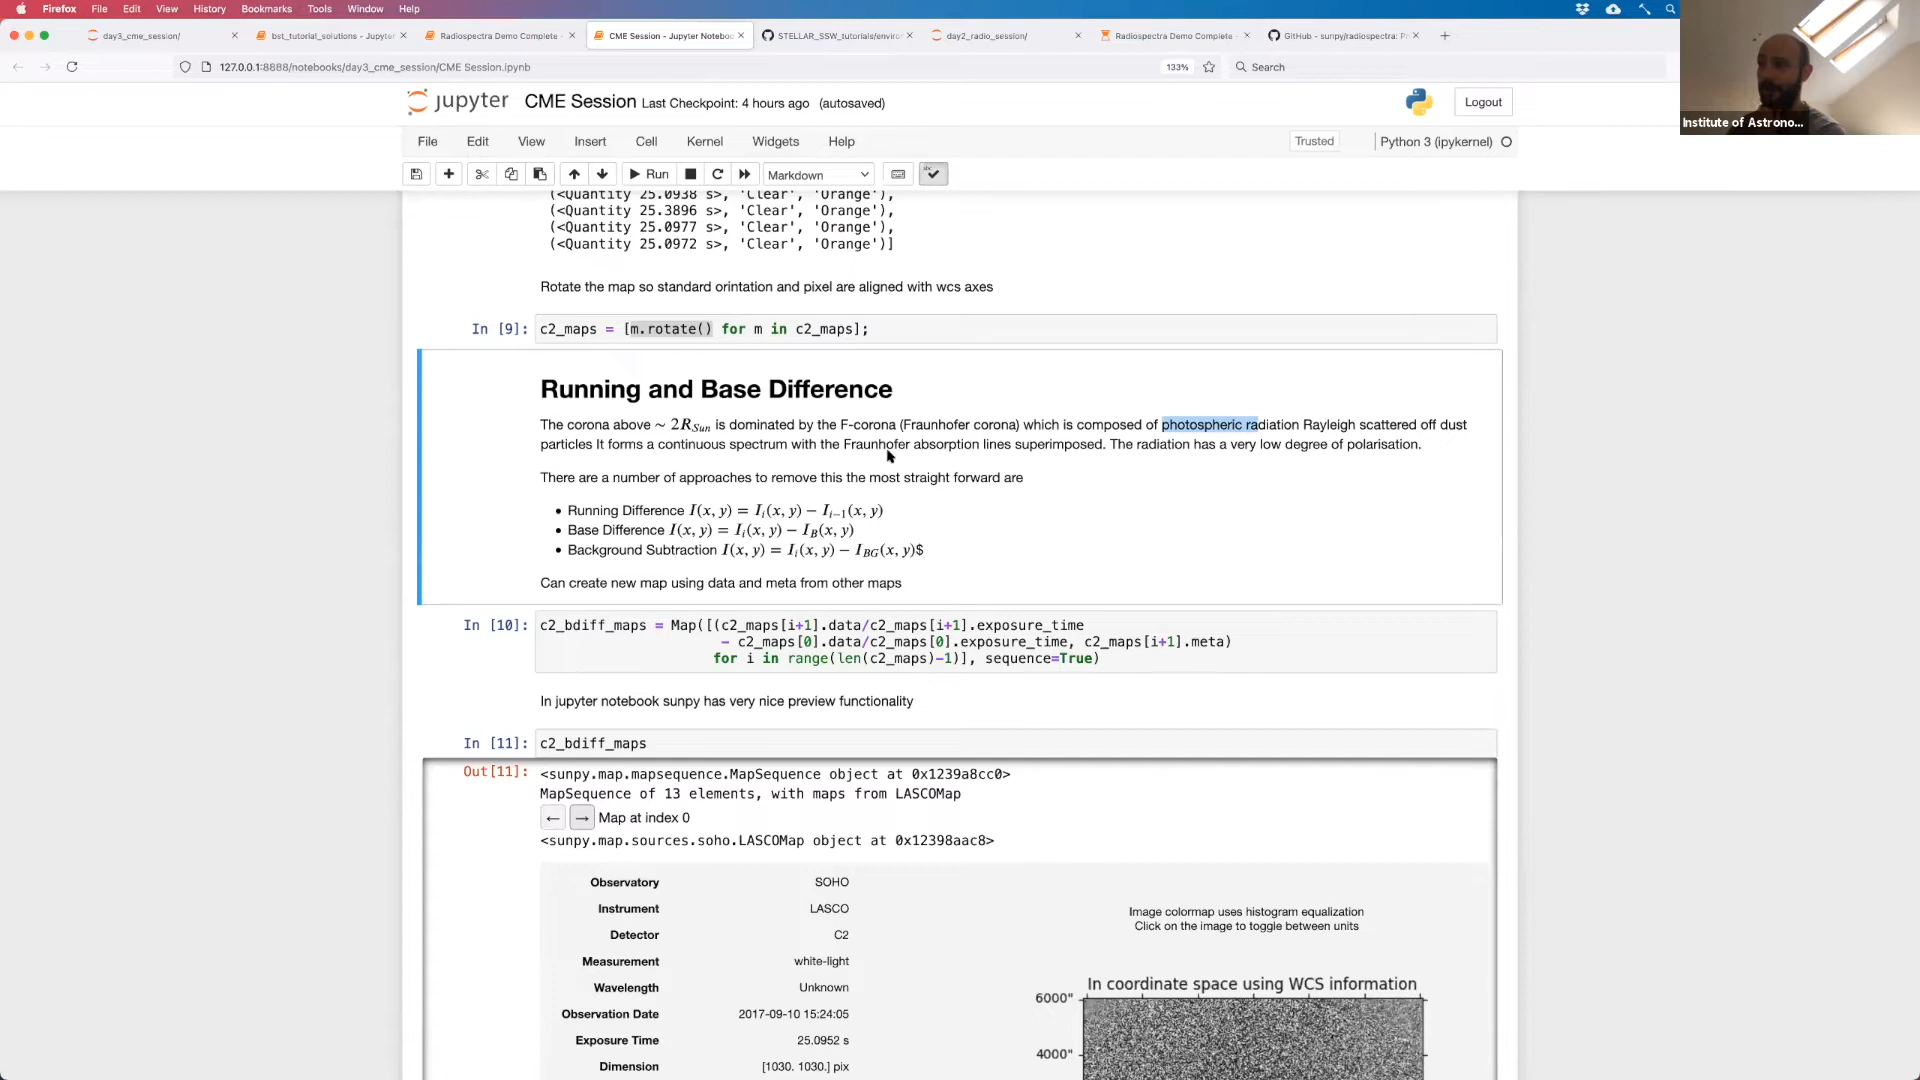 Firefox File Edit View History Bookmarks Tools Window Help
day3_cme_session/ bst_tutorial_solutions - Jupyter Radiospectra Demo Complete - CME Session - Jupyter Noteboo STELLAR_SSW_tutorials/enviro day2_radio_session/ Radiospectra Demo Complete GitHub - sunpy/radiospectra: Pr
127.0.0.1:8888/notebooks/day3_cme_session/CME Session.ipynb 133% Search
Institute of Astrono...
jupyter CME Session Last Checkpoint: 4 hours ago (autosaved) Logout
File Edit View Insert Cell Kernel Widgets Help Trusted Python 3 (ipykernel)
Run Markdown
(<Quantity 25.0938 s>, 'Clear', 'Orange'),
(<Quantity 25.3896 s>, 'Clear', 'Orange'),
(<Quantity 25.0977 s>, 'Clear', 'Orange'),
(<Quantity 25.0972 s>, 'Clear', 'Orange')]
Rotate the map so standard orintation and pixel are aligned with wcs axes
In [9]: c2_maps = [m.rotate() for m in c2_maps];
Running and Base Difference
The corona above ∼ 2R_Sun is dominated by the F-corona (Fraunhofer corona) which is composed of photospheric radiation Rayleigh scattered off dust
particles It forms a continuous spectrum with the Fraunhofer absorption lines superimposed. The radiation has a very low degree of polarisation.
There are a number of approaches to remove this the most straight forward are
• Running Difference I(x, y) = I_i(x, y) − I_{i−1}(x, y)
• Base Difference I(x, y) = I_i(x, y) − I_B(x, y)
• Background Subtraction I(x, y) = I_i(x, y) − I_{BG}(x, y)$
Can create new map using data and meta from other maps
In [10]: c2_bdiff_maps = Map([(c2_maps[i+1].data/c2_maps[i+1].exposure_time
- c2_maps[0].data/c2_maps[0].exposure_time, c2_maps[i+1].meta)
for i in range(len(c2_maps)-1)], sequence=True)
In jupyter notebook sunpy has very nice preview functionality
In [11]: c2_bdiff_maps
Out[11]: <sunpy.map.mapsequence.MapSequence object at 0x1239a8cc0>
MapSequence of 13 elements, with maps from LASCOMap
← → Map at index 0
<sunpy.map.sources.soho.LASCOMap object at 0x12398aac8>
Observatory SOHO
Instrument LASCO
Detector C2
Measurement white-light
Wavelength Unknown
Observation Date 2017-09-10 15:24:05
Exposure Time 25.0952 s
Dimension [1030. 1030.] pix
Image colormap uses histogram equalization
Click on the image to toggle between units
In coordinate space using WCS information
6000"
4000"